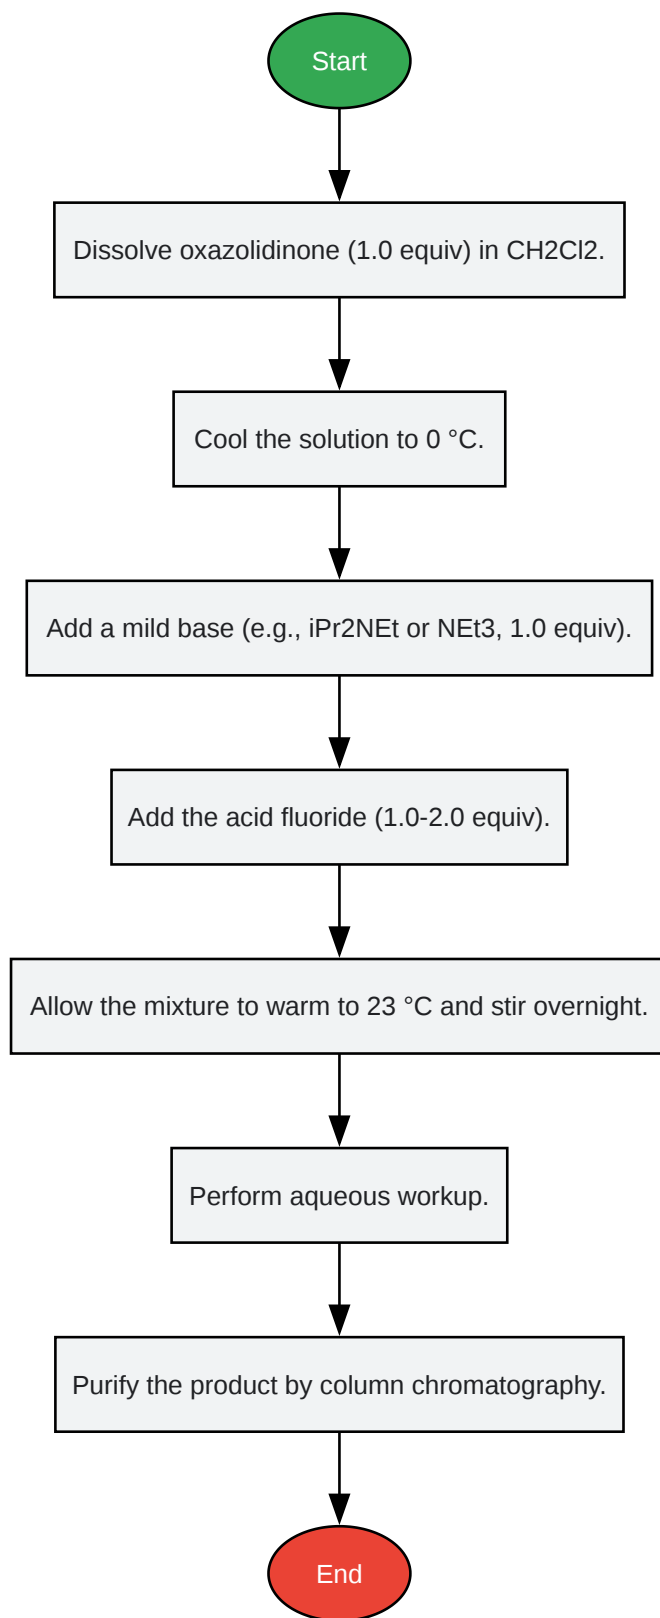 Start
Dissolve oxazolidinone (1.0 equiv) in CH2Cl2.
Cool the solution to 0 °C.
Add a mild base (e.g., iPr2NEt or NEt3, 1.0 equiv).
Add the acid fluoride (1.0-2.0 equiv).
Allow the mixture to warm to 23 °C and stir overnight.
Perform aqueous workup.
Purify the product by column chromatography.
End